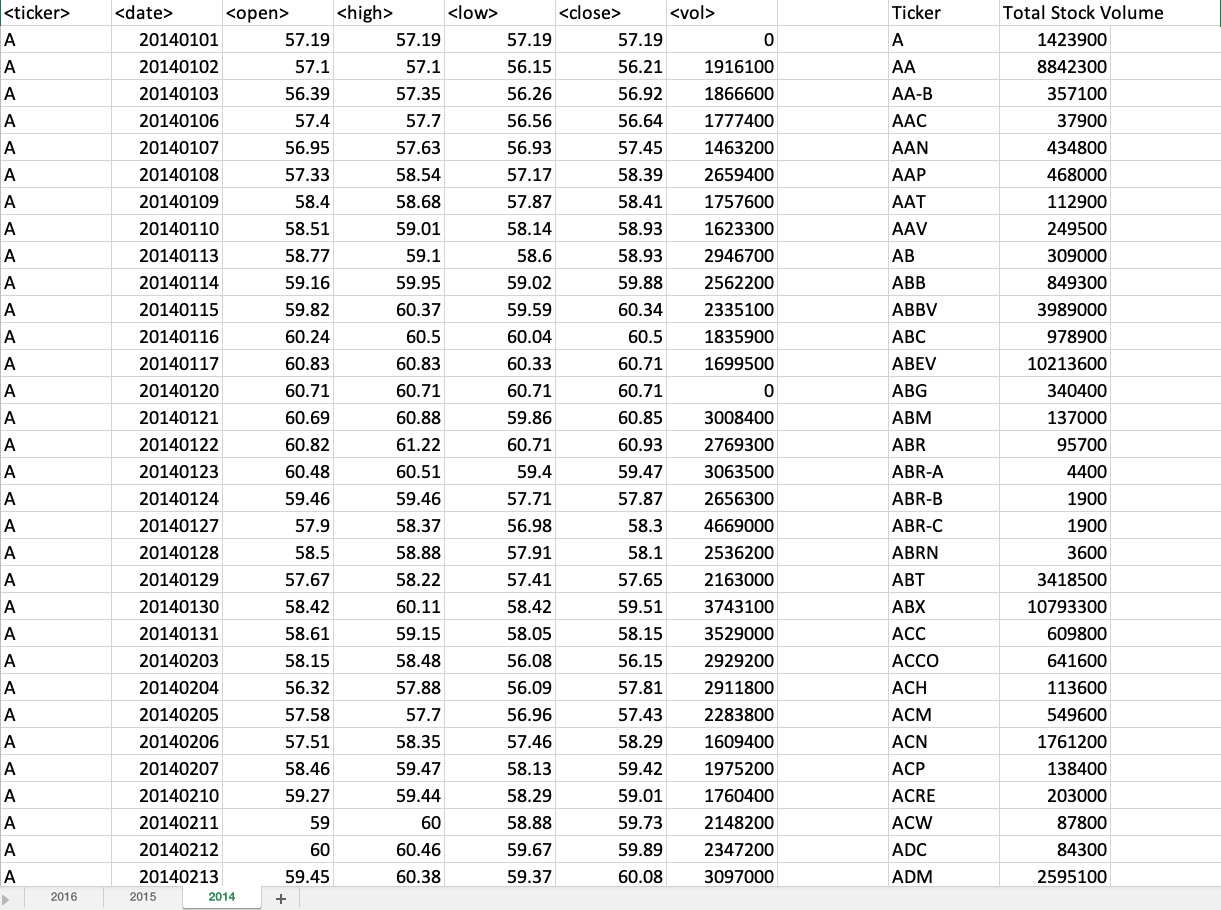 <ticker> <date> <open> <high> <low> <close> <vol> Ticker Total Stock Volume
A 20140101 57.19 57.19 57.19 57.19 0 A 1423900
A 20140102 57.1 57.1 56.15 56.21 1916100 AA 8842300
A 20140103 56.39 57.35 56.26 56.92 1866600 AA-B 357100
A 20140106 57.4 57.7 56.56 56.64 1777400 AAC 37900
A 20140107 56.95 57.63 56.93 57.45 1463200 AAN 434800
A 20140108 57.33 58.54 57.17 58.39 2659400 AAP 468000
A 20140109 58.4 58.68 57.87 58.41 1757600 AAT 112900
A 20140110 58.51 59.01 58.14 58.93 1623300 AAV 249500
A 20140113 58.77 59.1 58.6 58.93 2946700 AB 309000
A 20140114 59.16 59.95 59.02 59.88 2562200 ABB 849300
A 20140115 59.82 60.37 59.59 60.34 2335100 ABBV 3989000
A 20140116 60.24 60.5 60.04 60.5 1835900 ABC 978900
A 20140117 60.83 60.83 60.33 60.71 1699500 ABEV 10213600
A 20140120 60.71 60.71 60.71 60.71 0 ABG 340400
A 20140121 60.69 60.88 59.86 60.85 3008400 ABM 137000
A 20140122 60.82 61.22 60.71 60.93 2769300 ABR 95700
A 20140123 60.48 60.51 59.4 59.47 3063500 ABR-A 4400
A 20140124 59.46 59.46 57.71 57.87 2656300 ABR-B 1900
A 20140127 57.9 58.37 56.98 58.3 4669000 ABR-C 1900
A 20140128 58.5 58.88 57.91 58.1 2536200 ABRN 3600
A 20140129 57.67 58.22 57.41 57.65 2163000 ABT 3418500
A 20140130 58.42 60.11 58.42 59.51 3743100 ABX 10793300
A 20140131 58.61 59.15 58.05 58.15 3529000 ACC 609800
A 20140203 58.15 58.48 56.08 56.15 2929200 ACCO 641600
A 20140204 56.32 57.88 56.09 57.81 2911800 ACH 113600
A 20140205 57.58 57.7 56.96 57.43 2283800 ACM 549600
A 20140206 57.51 58.35 57.46 58.29 1609400 ACN 1761200
A 20140207 58.46 59.47 58.13 59.42 1975200 ACP 138400
A 20140210 59.27 59.44 58.29 59.01 1760400 ACRE 203000
A 20140211 59 60 58.88 59.73 2148200 ACW 87800
A 20140212 60 60.46 59.67 59.89 2347200 ADC 84300
A 20140213 59.45 60.38 59.37 60.08 3097000 ADM 2595100
2016 2015 2014 +